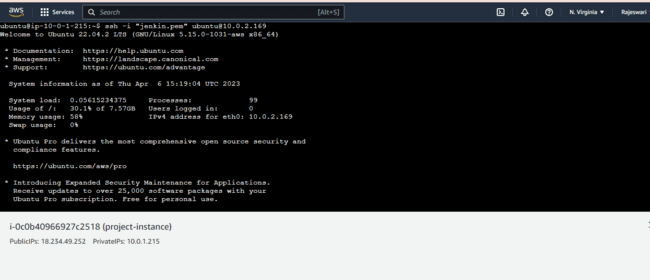 aws Services Search [Alt+S] N. Virginia Rajeswari
ubuntu@ip-10-0-1-215:~$ ssh -i "jenkin.pem" ubuntu@10.0.2.169
Welcome to Ubuntu 22.04.2 LTS (GNU/Linux 5.15.0-1031-aws x86_64)
* Documentation: https://help.ubuntu.com
* Management: https://landscape.canonical.com
* Support: https://ubuntu.com/advantage
System information as of Thu Apr 6 15:19:04 UTC 2023
System load: 0.05615234375 Processes: 99
Usage of /: 30.1% of 7.57GB Users logged in: 0
Memory usage: 58% IPv4 address for eth0: 10.0.2.169
Swap usage: 0%
* Ubuntu Pro delivers the most comprehensive open source security and
compliance features.
https://ubuntu.com/aws/pro
* Introducing Expanded Security Maintenance for Applications.
Receive updates to over 25,000 software packages with your
Ubuntu Pro subscription. Free for personal use.
i-0c0b40966927c2518 (project-instance)
PublicIPs: 18.234.49.252 PrivateIPs: 10.0.1.215